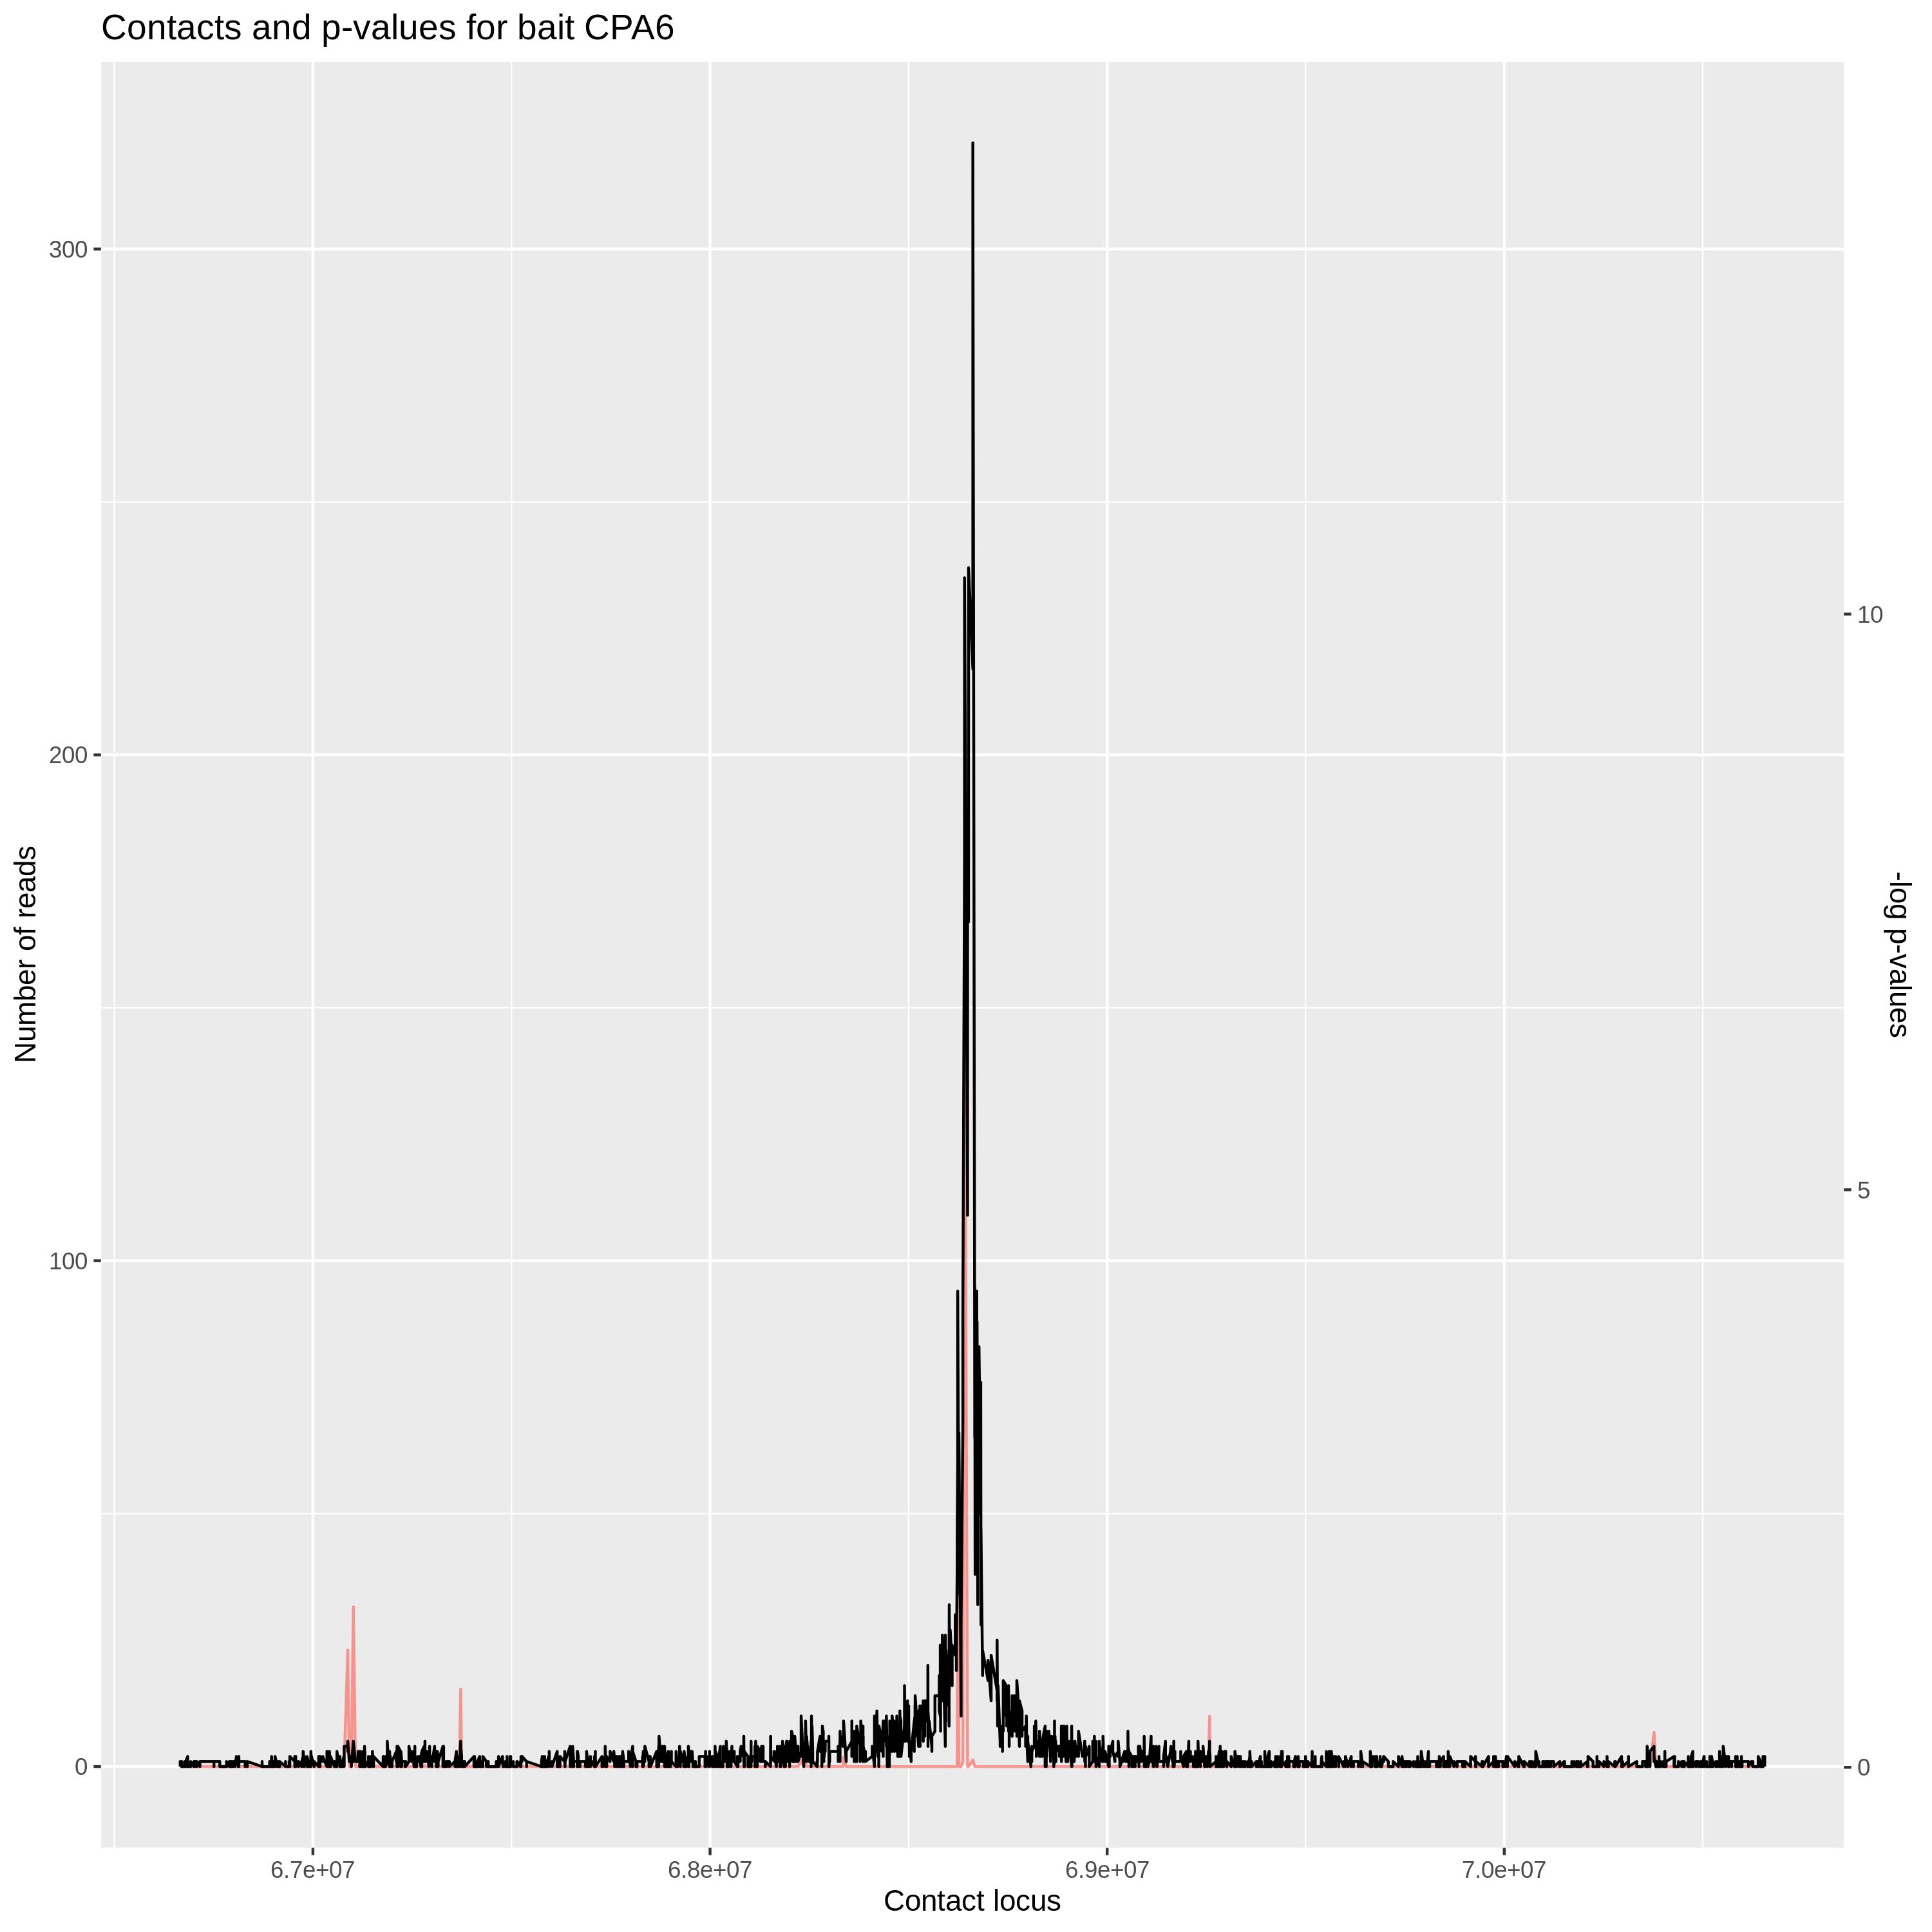 Contacts and p-values for bait CPA6
300
200
100
0
10
5
0
Number of reads
-log p-values
6.7e+07
6.8e+07
6.9e+07
7.0e+07
Contact locus